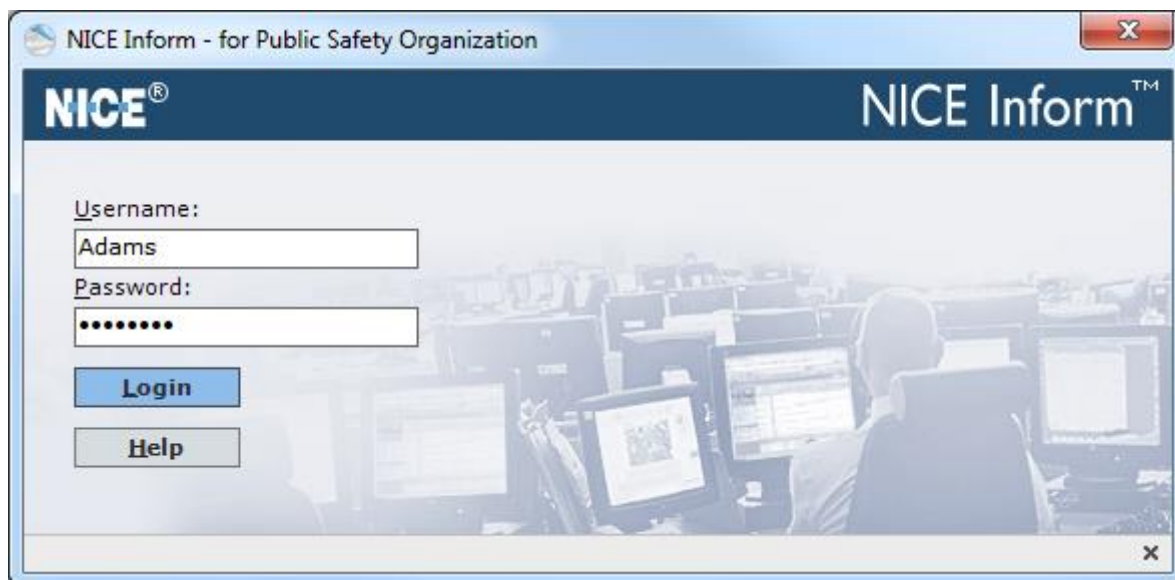 NICE Inform - for Public Safety Organization
NICE® NICE Inform™
Username:
Adams
Password:
••••••••
Login
Help